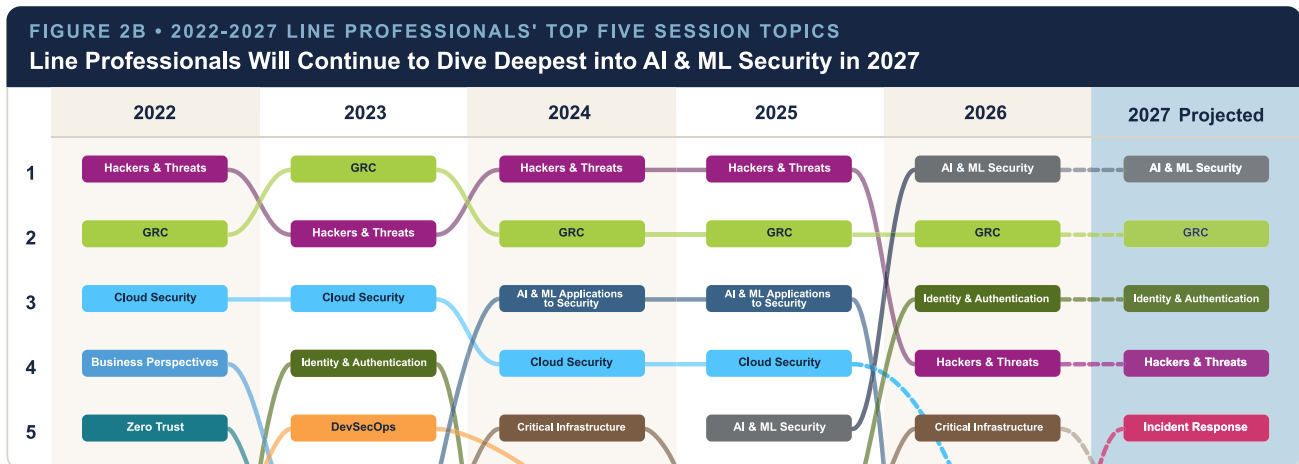 FIGURE 2B • 2022-2027 LINE PROFESSIONALS' TOP FIVE SESSION TOPICS
Line Professionals Will Continue to Dive Deepest into AI & ML Security in 2027
2022 2023 2024 2025 2026 2027 Projected
1 Hackers & Threats GRC Hackers & Threats Hackers & Threats AI & ML Security AI & ML Security
2 GRC Hackers & Threats GRC GRC GRC GRC
3 Cloud Security Cloud Security AI & ML Applications to Security AI & ML Applications to Security Identity & Authentication Identity & Authentication
4 Business Perspectives Identity & Authentication Cloud Security Cloud Security Hackers & Threats Hackers & Threats
5 Zero Trust DevSecOps Critical Infrastructure AI & ML Security Critical Infrastructure Incident Response